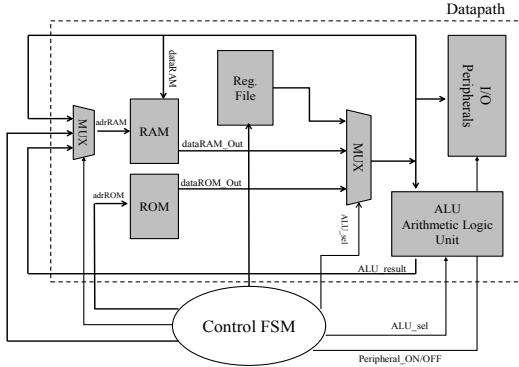 Datapath
dataRAM
Reg.
File
I/O
Peripherals
MUX
adrRAM
RAM
dataRAM_Out
MUX
adrROM
ROM
dataROM_Out
ALU_sel
ALU
Arithmetic Logic
Unit
ALU_result
Control FSM
ALU_sel
Peripheral_ON/OFF